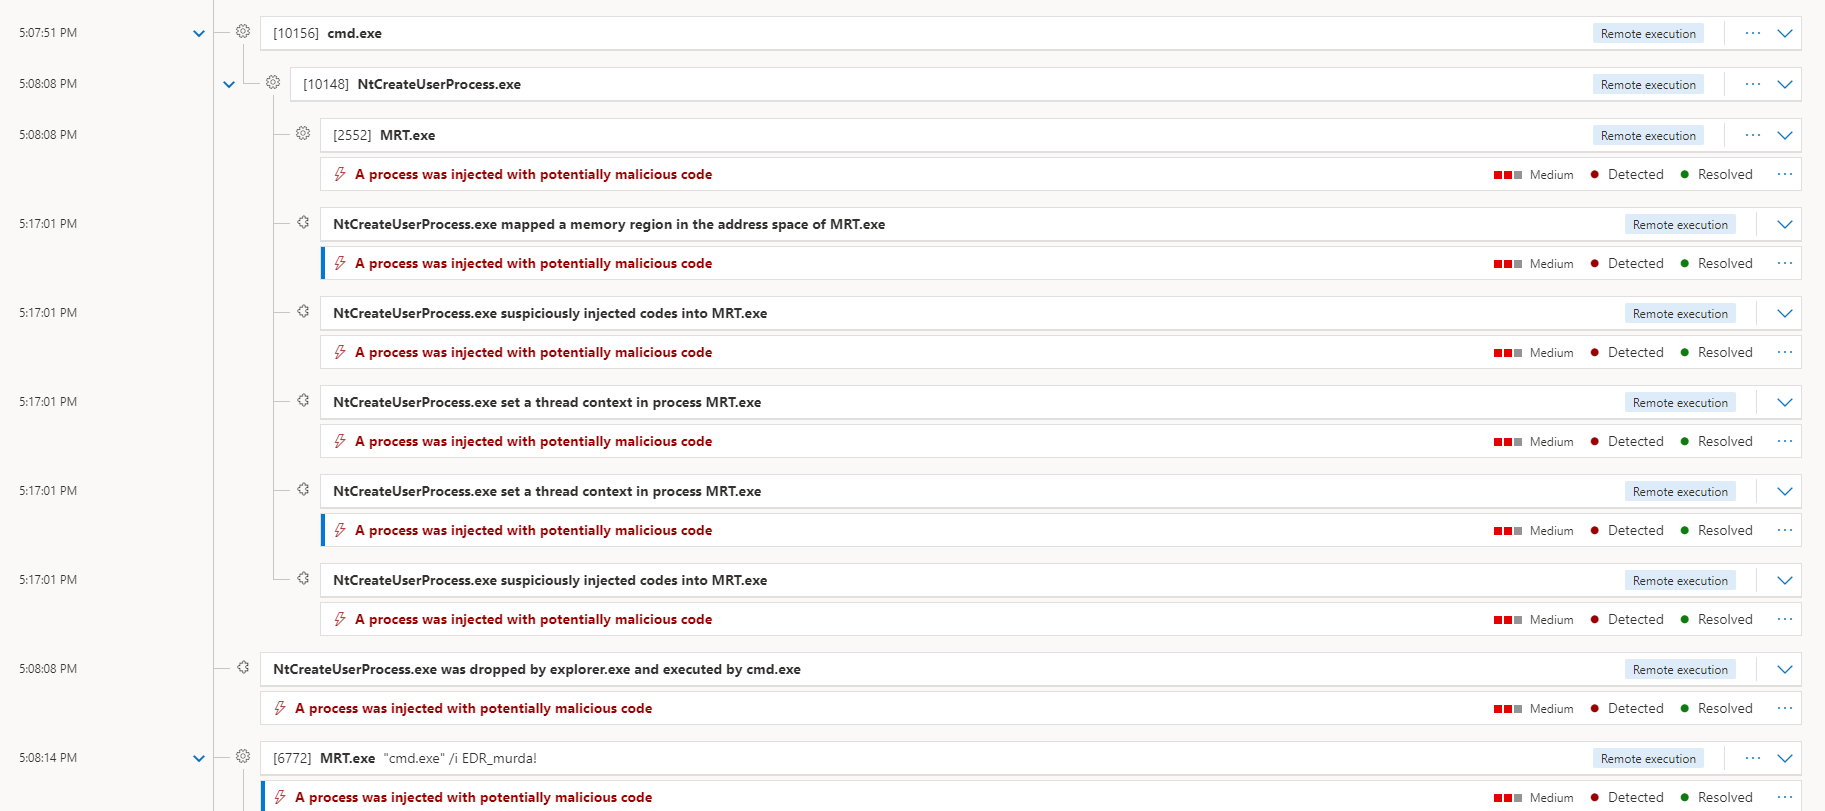 5:07:51 PM [10156] cmd.exe Remote execution ...
5:08:08 PM [10148] NtCreateUserProcess.exe Remote execution ...
5:08:08 PM [2552] MRT.exe Remote execution ...
A process was injected with potentially malicious code Medium Detected Resolved ...
5:17:01 PM NtCreateUserProcess.exe mapped a memory region in the address space of MRT.exe Remote execution
A process was injected with potentially malicious code Medium Detected Resolved ...
5:17:01 PM NtCreateUserProcess.exe suspiciously injected codes into MRT.exe Remote execution
A process was injected with potentially malicious code Medium Detected Resolved ...
5:17:01 PM NtCreateUserProcess.exe set a thread context in process MRT.exe Remote execution
A process was injected with potentially malicious code Medium Detected Resolved ...
5:17:01 PM NtCreateUserProcess.exe set a thread context in process MRT.exe Remote execution
A process was injected with potentially malicious code Medium Detected Resolved ...
5:17:01 PM NtCreateUserProcess.exe suspiciously injected codes into MRT.exe Remote execution
A process was injected with potentially malicious code Medium Detected Resolved ...
5:08:08 PM NtCreateUserProcess.exe was dropped by explorer.exe and executed by cmd.exe Remote execution
A process was injected with potentially malicious code Medium Detected Resolved ...
5:08:14 PM [6772] MRT.exe "cmd.exe" /i EDR_murda! Remote execution ...
A process was injected with potentially malicious code Medium Detected Resolved ...